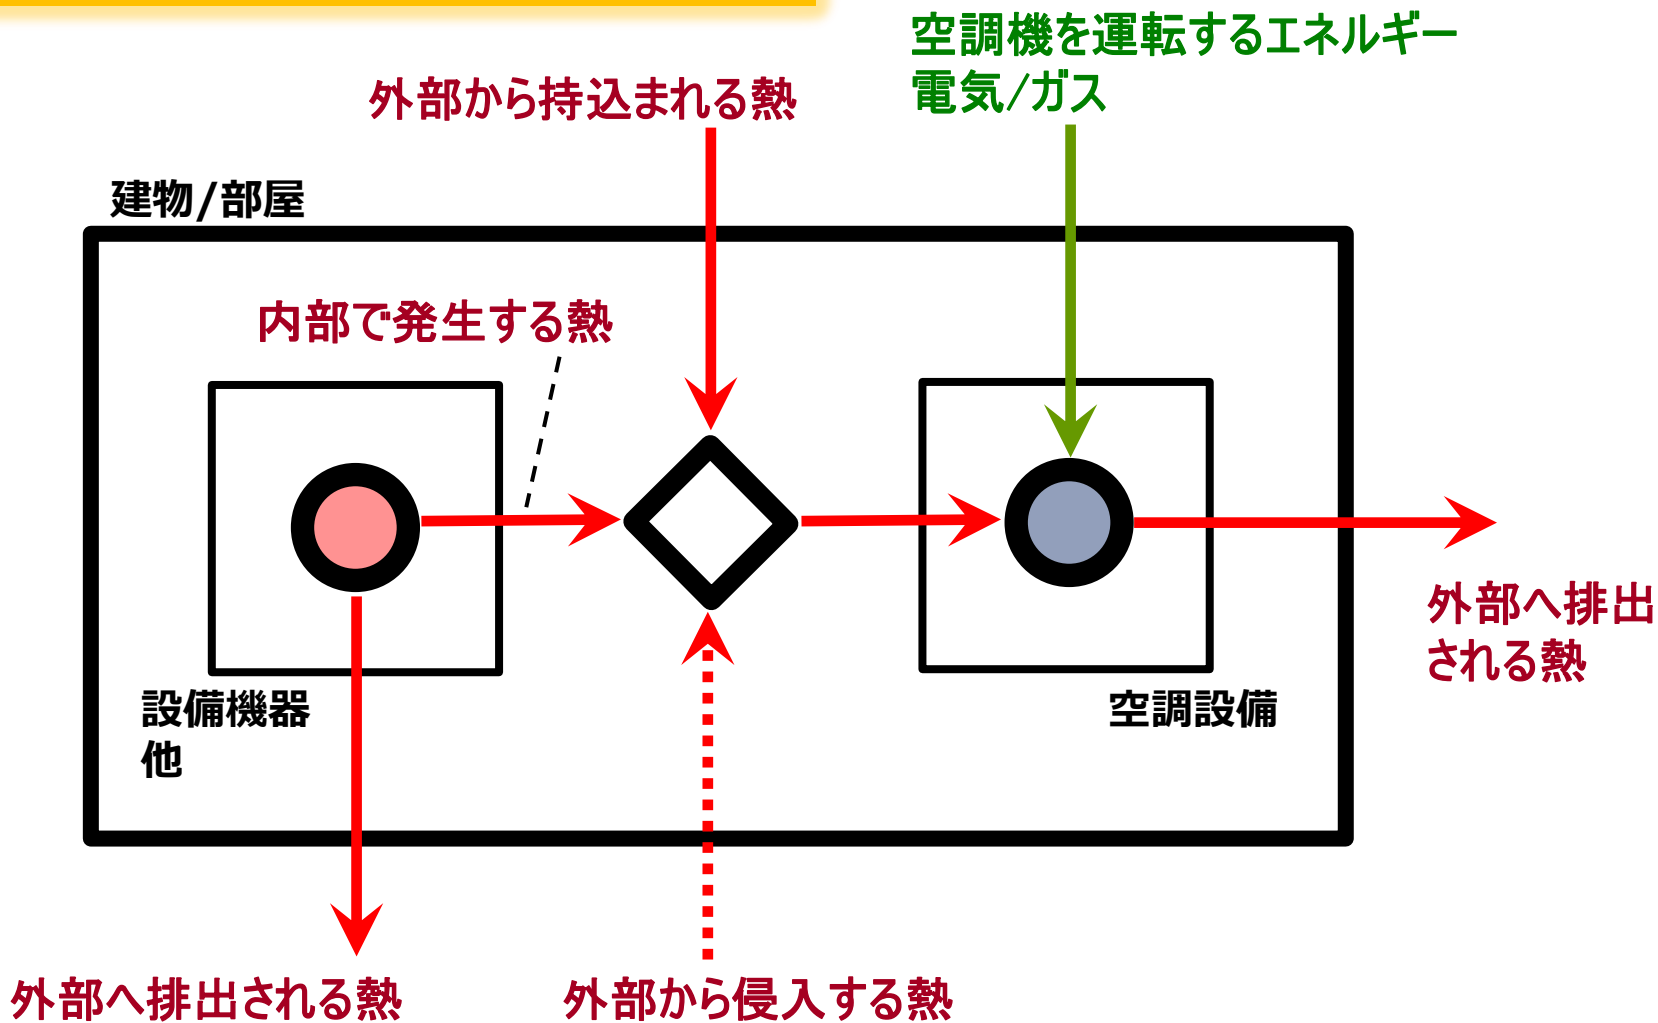 空調機を運転するエネルギー
電気/ガス
外部から持込まれる熱
建物/部屋
内部で発生する熱
外部へ排出
される熱
設備機器
他
空調設備
外部へ排出される熱
外部から侵入する熱